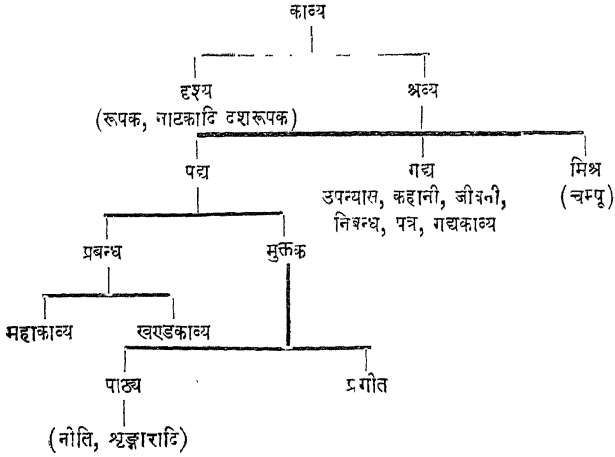 काव्य
दृश्य श्रव्य
(रूपक, नाटकादि दशरूपक)
पद्य गद्य मिश्र
उपन्यास, कहानी, जीवनी, (चम्पू)
निबन्ध, पत्र, गद्यकाव्य
प्रबन्ध मुक्तक
महाकाव्य खण्डकाव्य
पाठ्य प्रगीत
(नीति, शृङ्गारादि)